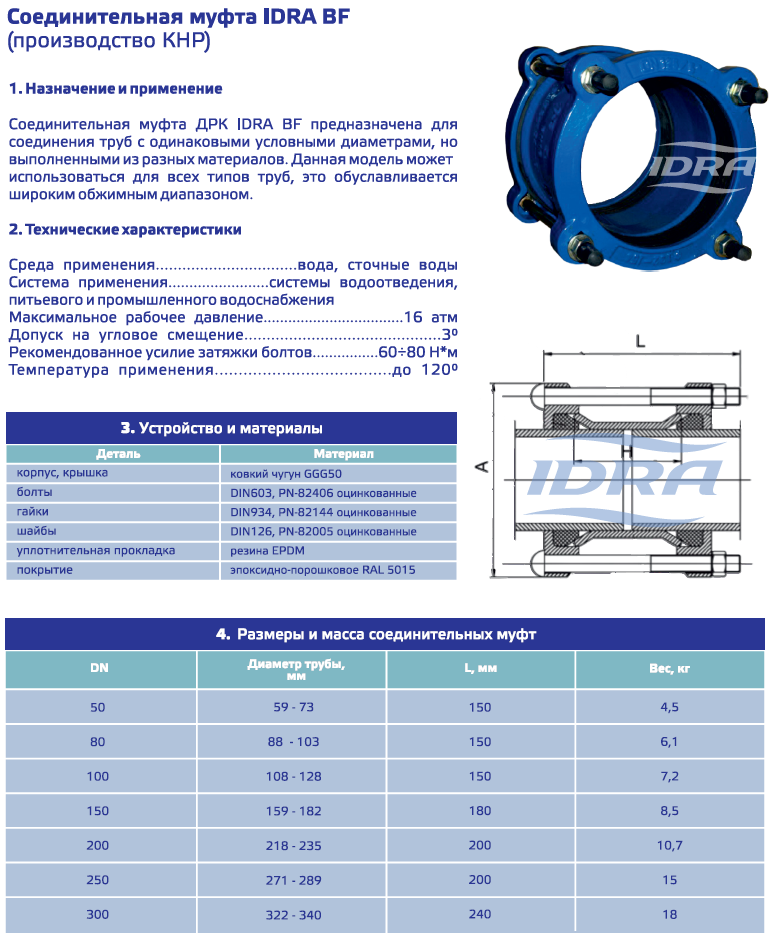 Соединительная муфта IDRA BF
(производство КНР)
1. Назначение и применение
Соединительная муфта ДРК IDRA BF предназначена для
соединения труб с одинаковыми условными диаметрами, но
выполненными из разных материалов. Данная модель может
использоваться для всех типов труб, это обуславливается
широким обжимным диапазоном.
2. Технические характеристики
Среда применения................................вода, сточные воды
Система применения.......................системы водоотведения,
питьевого и промышленного водоснабжения
Максимальное рабочее давление..................................16 атм
Допуск на угловое смещение..........................................3º
Рекомендованное усилие затяжки болтов................60÷80 Н*м
Температура применения....................................до 120º
IDRA
L
A
H
IDRA
3. Устройство и материалы
Деталь Материал
корпус, крышка ковкий чугун GGG50
болты DIN603, PN-82406 оцинкованные
гайки DIN934, PN-82144 оцинкованные
шайбы DIN126, PN-82005 оцинкованные
уплотнительная прокладка резина EPDM
покрытие эпоксидно-порошковое RAL 5015
4. Размеры и масса соединительных муфт
DN Диаметр трубы, мм L, мм Вес, кг
50 59 - 73 150 4,5
80 88 - 103 150 6,1
100 108 - 128 150 7,2
150 159 - 182 180 8,5
200 218 - 235 200 10,7
250 271 - 289 200 15
300 322 - 340 240 18